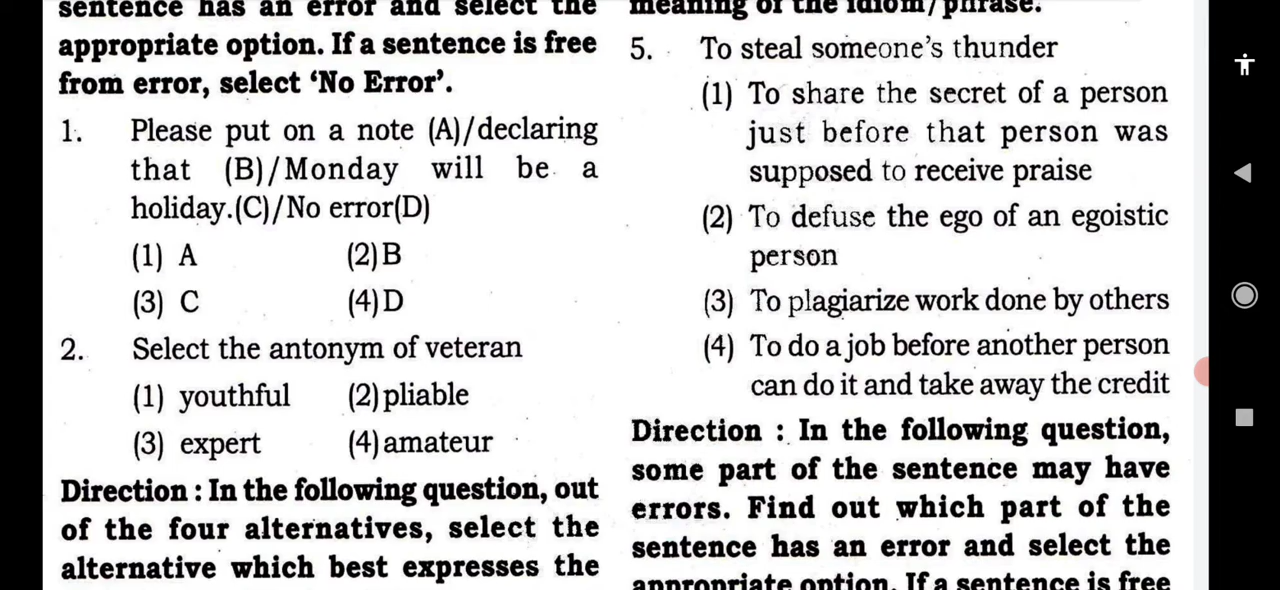 sentence has an error and select the
appropriate option. If a sentence is free
from error, select ‘No Error’.
1. Please put on a note (A)/declaring
that (B)/Monday will be a
holiday.(C)/No error(D)
(1) A (2) B
(3) C (4) D
2. Select the antonym of veteran
(1) youthful (2) pliable
(3) expert (4) amateur
Direction : In the following question, out
of the four alternatives, select the
alternative which best expresses the
meaning of the idiom/phrase.
5. To steal someone’s thunder
(1) To share the secret of a person
just before that person was
supposed to receive praise
(2) To defuse the ego of an egoistic
person
(3) To plagiarize work done by others
(4) To do a job before another person
can do it and take away the credit
Direction : In the following question,
some part of the sentence may have
errors. Find out which part of the
sentence has an error and select the
appropriate option. If a sentence is free